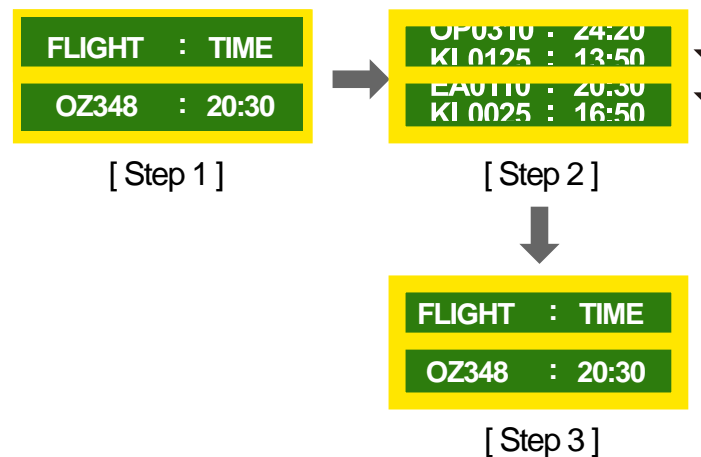 FLIGHT : TIME
OZ348 : 20:30
[ Step 1 ]
OP0310 : 24:20
KL0125 : 13:50
EA0110 : 20:30
KL0025 : 16:50
[ Step 2 ]
FLIGHT : TIME
OZ348 : 20:30
[ Step 3 ]